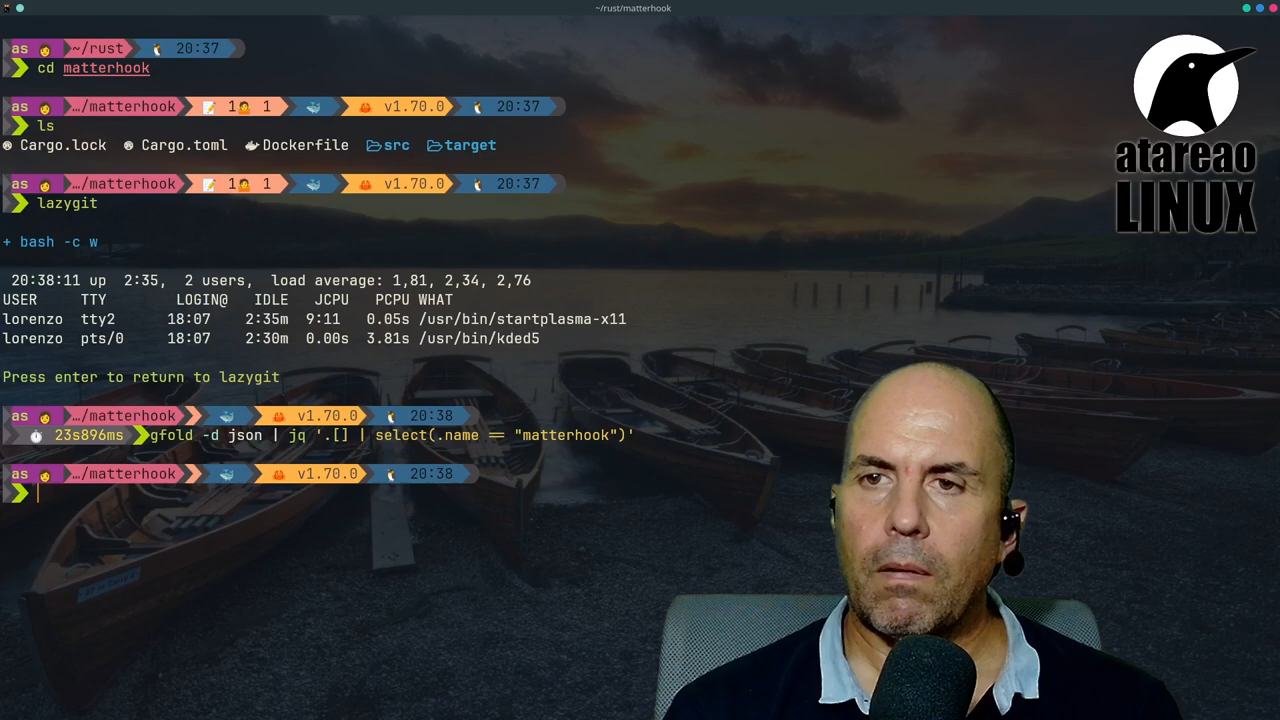 ~/rust/matterhook
as ~/rust 20:37
cd matterhook
as …/matterhook 1 1 v1.70.0 20:37
ls
Cargo.lock Cargo.toml Dockerfile src target
as …/matterhook 1 1 v1.70.0 20:37
lazygit
+ bash -c w
20:38:11 up 2:35, 2 users, load average: 1,81, 2,34, 2,76
USER TTY LOGIN@ IDLE JCPU PCPU WHAT
lorenzo tty2 18:07 2:35m 9:11 0.05s /usr/bin/startplasma-x11
lorenzo pts/0 18:07 2:30m 0.00s 3.81s /usr/bin/kded5
Press enter to return to lazygit
as …/matterhook v1.70.0 20:38
23s896ms gfold -d json | jq '.[] | select(.name == "matterhook")'
as …/matterhook v1.70.0 20:38
atareao
LINUX